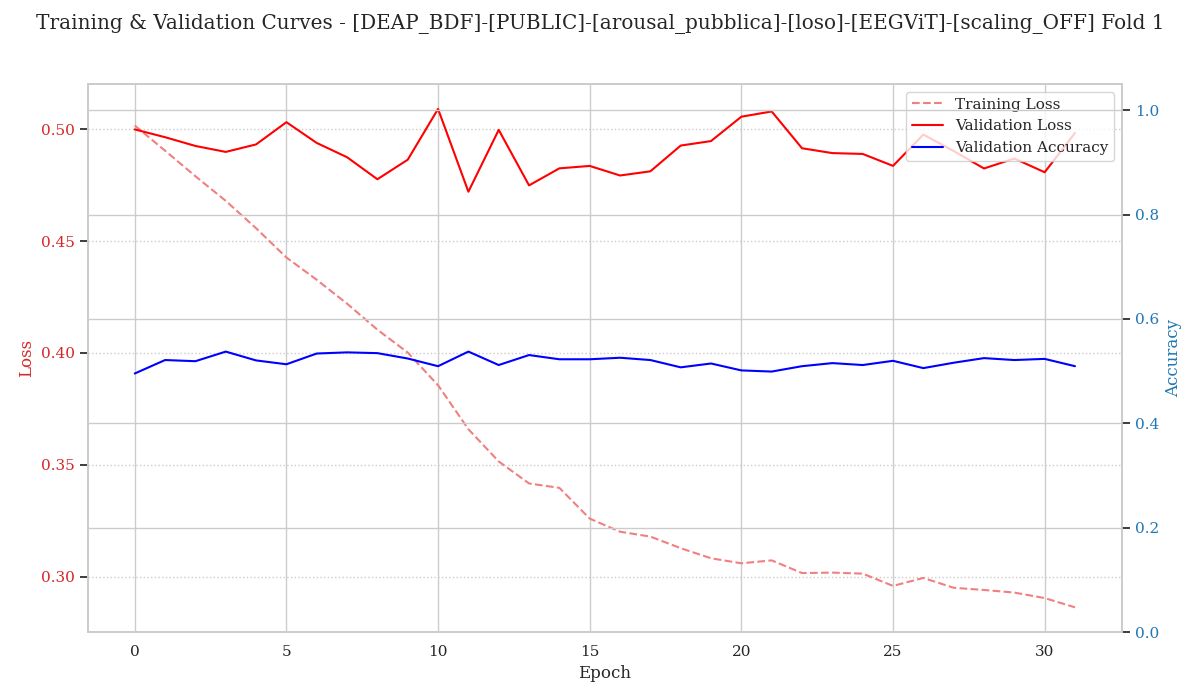 Training & Validation Curves - [DEAP_BDF]-[PUBLIC]-[arousal_pubblica]-[loso]-[EEGViT]-[scaling_OFF] Fold 1
Training Loss
Validation Loss
Validation Accuracy
0.50
0.45
0.40
0.35
0.30
Loss
1.0
0.8
0.6
0.4
0.2
0.0
Accuracy
0 5 10 15 20 25 30
Epoch